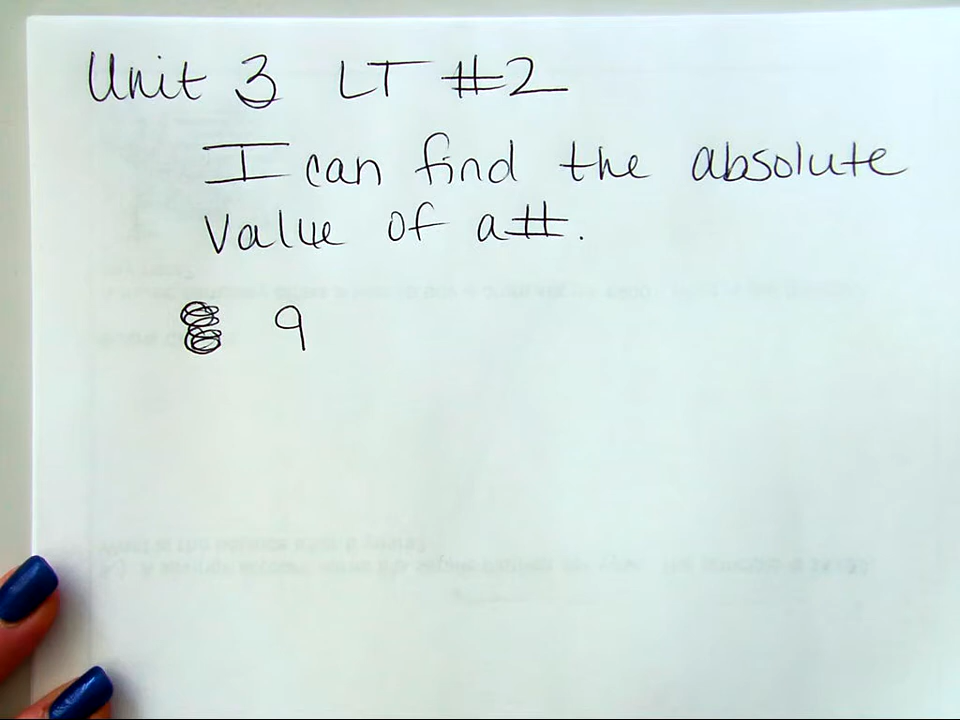 Unit 3 LT #2
I can find the absolute
value of a #.
9